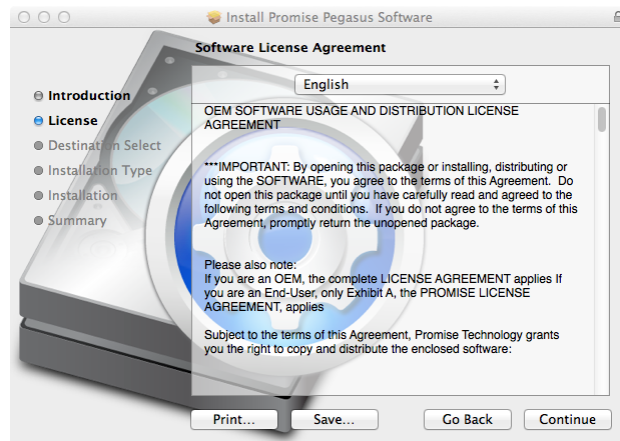 Install Promise Pegasus Software
Software License Agreement
Introduction
License
Destination Select
Installation Type
Installation
Summary
English
OEM SOFTWARE USAGE AND DISTRIBUTION LICENSE
AGREEMENT
***IMPORTANT: By opening this package or installing, distributing or
using the SOFTWARE, you agree to the terms of this Agreement.  Do
not open this package until you have carefully read and agreed to the
following terms and conditions.  If you do not agree to the terms of this
Agreement, promptly return the unopened package.
Please also note:
If you are an OEM, the complete LICENSE AGREEMENT applies If
you are an End-User, only Exhibit A, the PROMISE LICENSE
AGREEMENT, applies
Subject to the terms of this Agreement, Promise Technology grants
you the right to copy and distribute the enclosed software:
Print...
Save...
Go Back
Continue